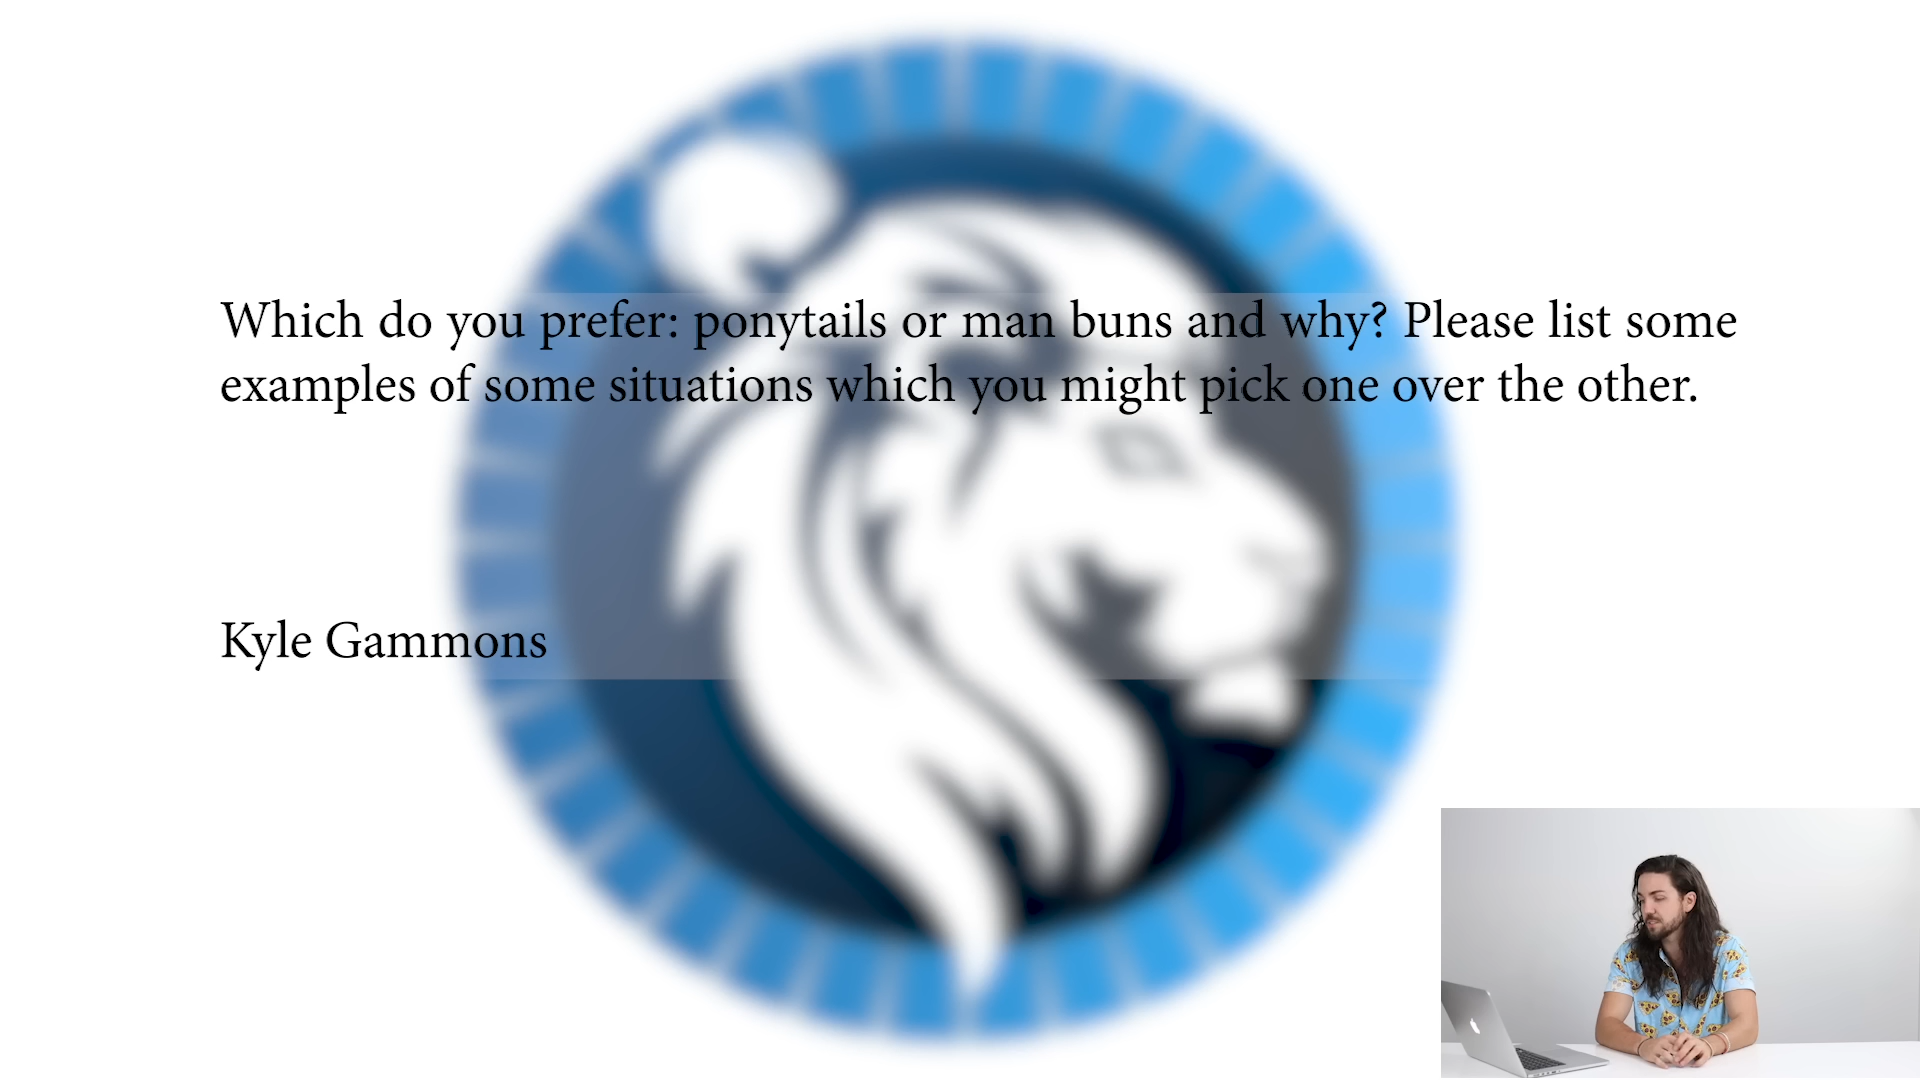 Which do you prefer: ponytails or man buns and why? Please list some
examples of some situations which you might pick one over the other.
Kyle Gammons